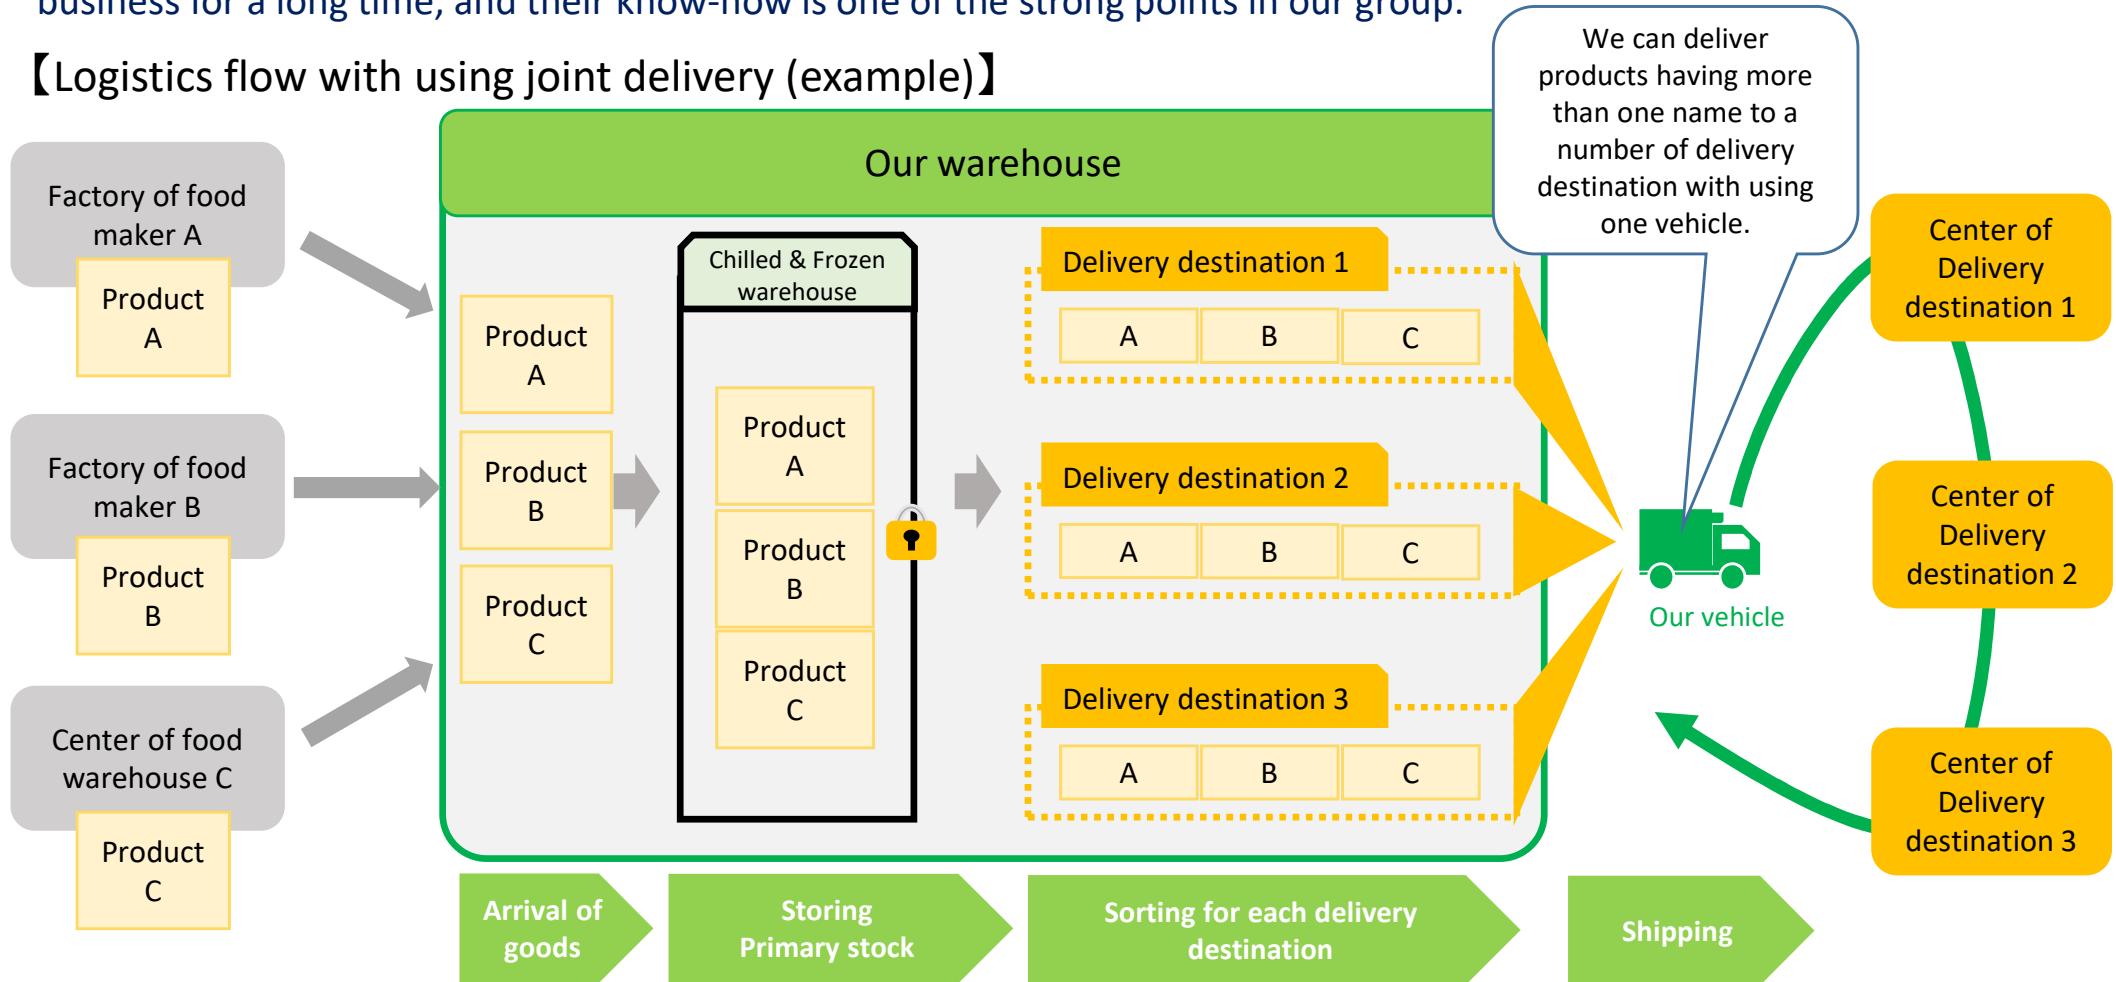 business for a long time, and their know-how is one of the strong points in our group.
【Logistics flow with using joint delivery (example)】
We can deliver
products having more
than one name to a
number of delivery
destination with using
one vehicle.
Our warehouse
Factory of food
maker A
Product
A
Factory of food
maker B
Product
B
Center of food
warehouse C
Product
C
Product
A
Product
B
Product
C
Chilled & Frozen
warehouse
Product
A
Product
B
Product
C
Delivery destination 1
A B C
Delivery destination 2
A B C
Delivery destination 3
A B C
Our vehicle
Center of
Delivery
destination 1
Center of
Delivery
destination 2
Center of
Delivery
destination 3
Arrival of
goods
Storing
Primary stock
Sorting for each delivery
destination
Shipping